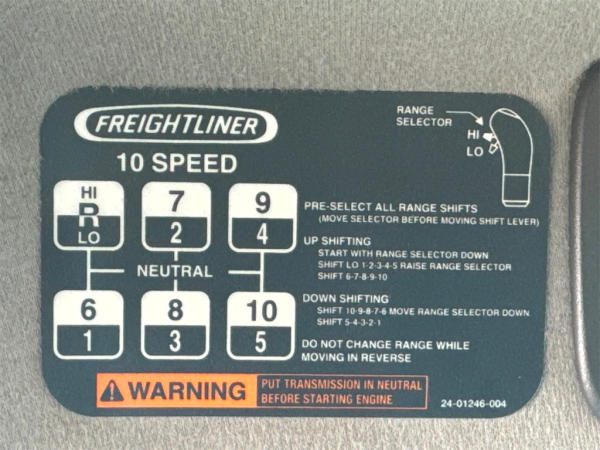 FREIGHTLINER
10 SPEED
RANGE
SELECTOR
HI
LO
HI
R
LO
7
2
9
4
NEUTRAL
6
1
8
3
10
5
PRE-SELECT ALL RANGE SHIFTS
(MOVE SELECTOR BEFORE MOVING SHIFT LEVER)
UP SHIFTING
START WITH RANGE SELECTOR DOWN
SHIFT LO 1-2-3-4-5 RAISE RANGE SELECTOR
SHIFT 6-7-8-9-10
DOWN SHIFTING
SHIFT 10-9-8-7-6 MOVE RANGE SELECTOR DOWN
SHIFT 5-4-3-2-1
DO NOT CHANGE RANGE WHILE
MOVING IN REVERSE
WARNING
PUT TRANSMISSION IN NEUTRAL
BEFORE STARTING ENGINE
24-01246-004